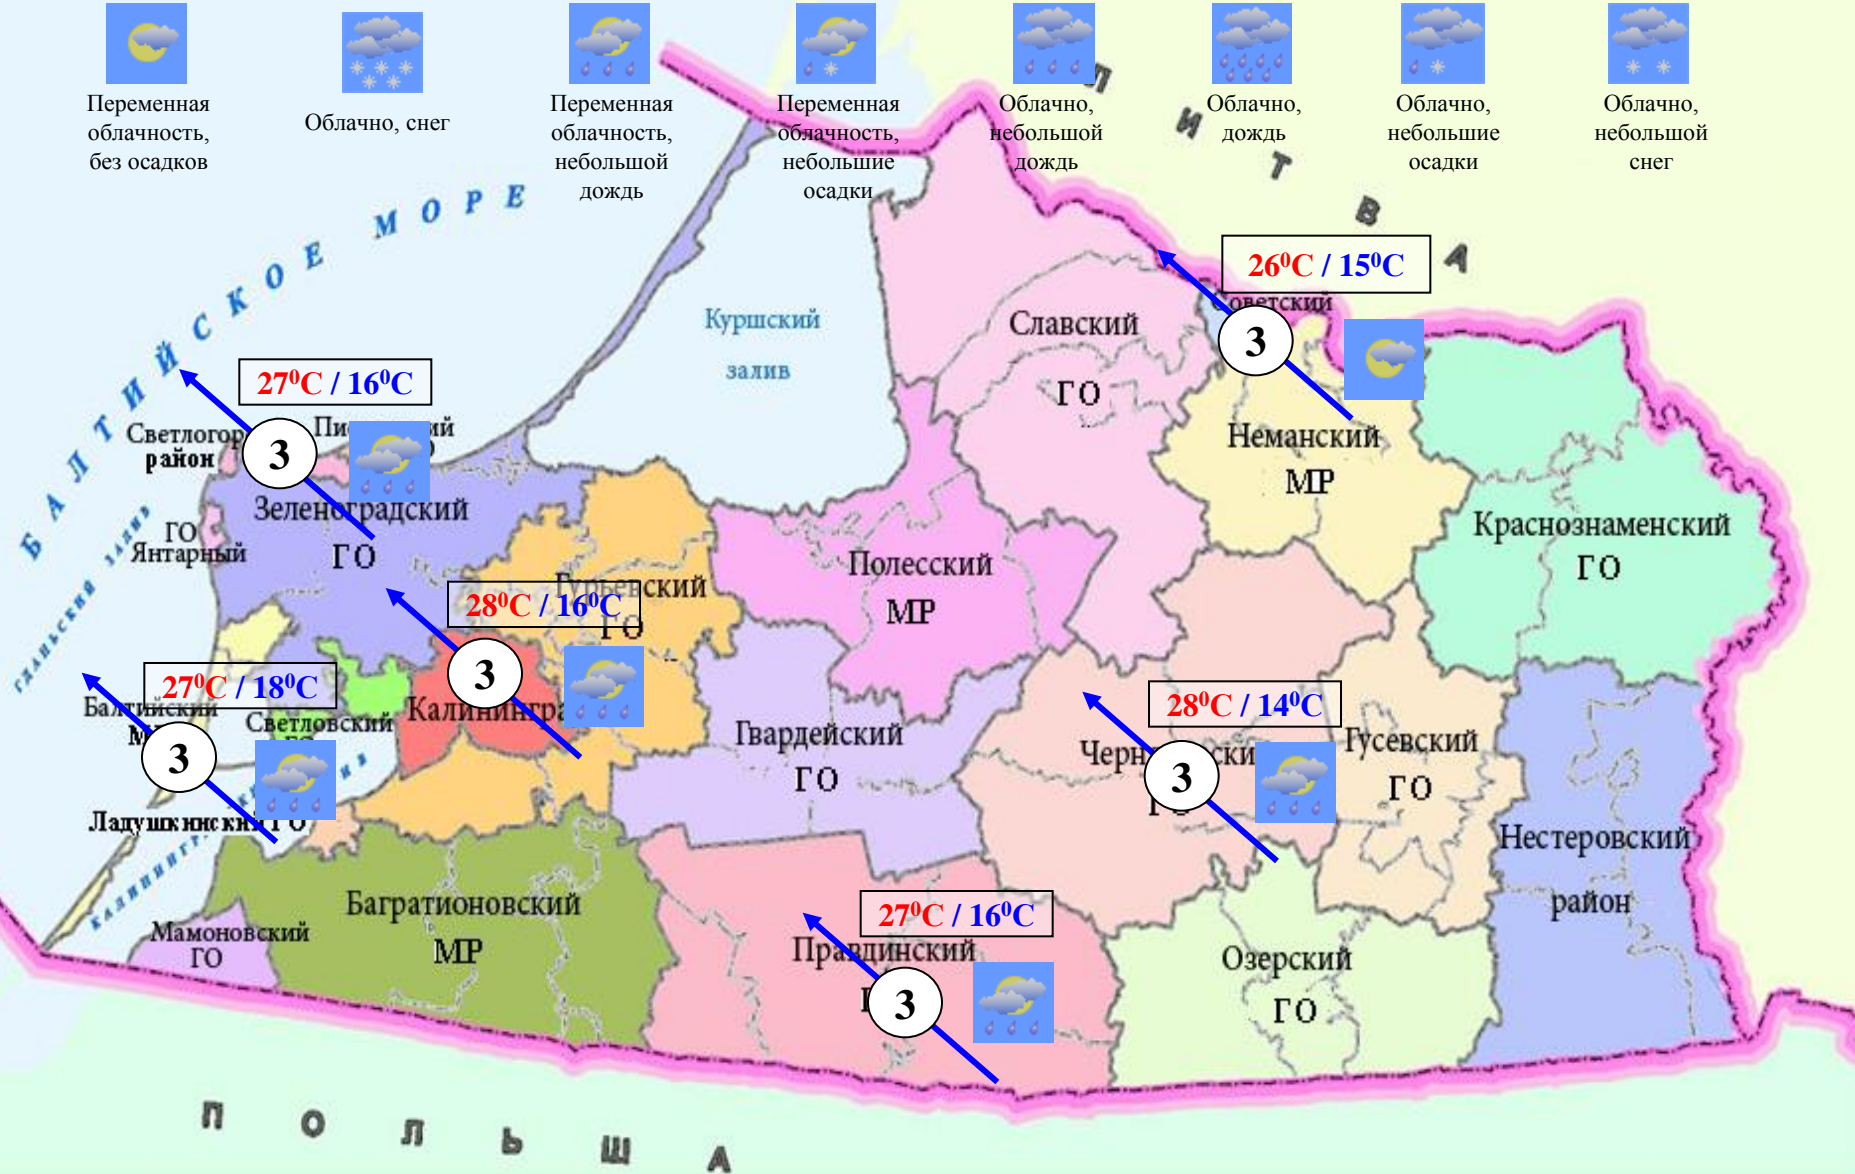 Переменная
облачность,
без осадков
Облачно, снег
Переменная
облачность,
небольшой
дождь
Переменная
облачность,
небольшие
осадки
Облачно,
небольшой
дождь
Облачно,
дождь
Облачно,
небольшие
осадки
Облачно,
небольшой
снег
ЛИТВА
БАЛТИЙСКОЕ МОРЕ
Куршский
залив
Славский
ГО
26⁰С / 15⁰С
Советский
3
Неманский
МР
Краснознаменский
ГО
27⁰С / 16⁰С
3
район
Зеленоградский
ГО
ГО
Янтарный
Полесский
МР
28⁰С / 16⁰С
Гурьевский
ГО
3
27⁰С / 18⁰С
Балтийский
Светловский
3
Гвардейский
ГО
28⁰С / 14⁰С
3
Гусевский
ГО
Ладушкинский ГО
Нестеровский
район
Багратионовский
МР
Мамоновский
ГО
27⁰С / 16⁰С
Правдинский
3
Озерский
ГО
ПОЛЬША